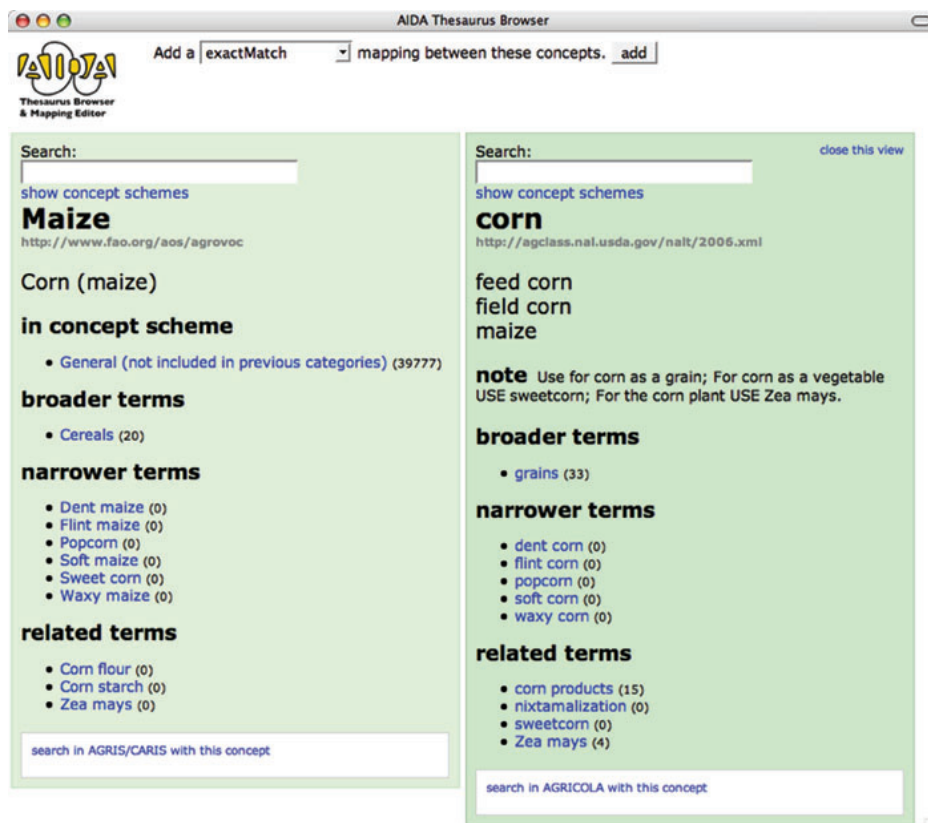 AIDA Thesaurus Browser
AIDA
Thesaurus Browser
& Mapping Editor
Add a exactMatch mapping between these concepts. add
Search:
show concept schemes
Maize
http://www.fao.org/aos/agrovoc
Corn (maize)
in concept scheme
• General (not included in previous categories) (39777)
broader terms
• Cereals (20)
narrower terms
• Dent maize (0)
• Flint maize (0)
• Popcorn (0)
• Soft maize (0)
• Sweet corn (0)
• Waxy maize (0)
related terms
• Corn flour (0)
• Corn starch (0)
• Zea mays (0)
search in AGRIS/CARIS with this concept
Search:
close this view
show concept schemes
corn
http://agclass.nal.usda.gov/nalt/2006.xml
feed corn
field corn
maize
note Use for corn as a grain; For corn as a vegetable
USE sweetcorn; For the corn plant USE Zea mays.
broader terms
• grains (33)
narrower terms
• dent corn (0)
• flint corn (0)
• popcorn (0)
• soft corn (0)
• waxy corn (0)
related terms
• corn products (15)
• nixtamalization (0)
• sweetcorn (0)
• Zea mays (4)
search in AGRICOLA with this concept